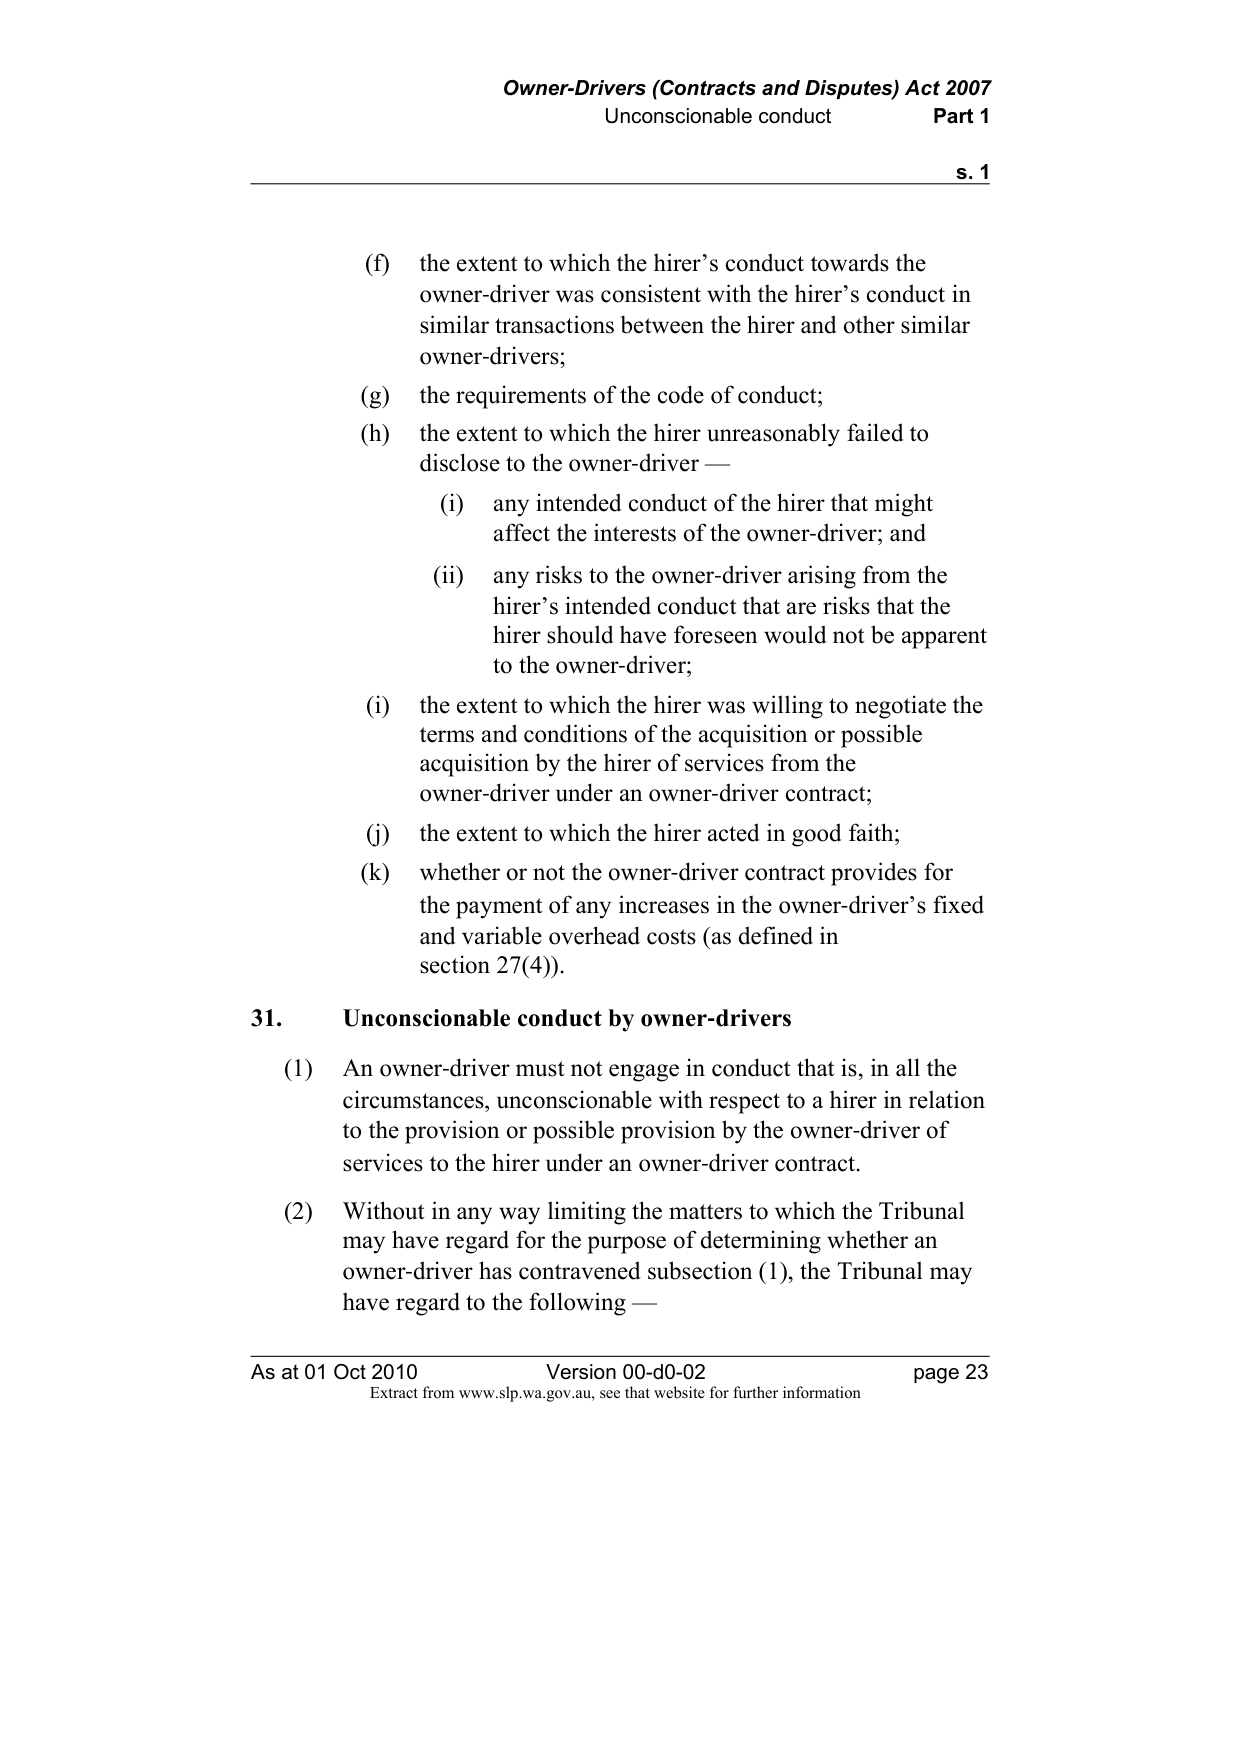 Owner-Drivers (Contracts and Disputes) Act 2007
Unconscionable conduct Part 1
s. 1
(f) the extent to which the hirer’s conduct towards the
owner-driver was consistent with the hirer’s conduct in
similar transactions between the hirer and other similar
owner-drivers;
(g) the requirements of the code of conduct;
(h) the extent to which the hirer unreasonably failed to
disclose to the owner-driver —
(i) any intended conduct of the hirer that might
affect the interests of the owner-driver; and
(ii) any risks to the owner-driver arising from the
hirer’s intended conduct that are risks that the
hirer should have foreseen would not be apparent
to the owner-driver;
(i) the extent to which the hirer was willing to negotiate the
terms and conditions of the acquisition or possible
acquisition by the hirer of services from the
owner-driver under an owner-driver contract;
(j) the extent to which the hirer acted in good faith;
(k) whether or not the owner-driver contract provides for
the payment of any increases in the owner-driver’s fixed
and variable overhead costs (as defined in
section 27(4)).
31. Unconscionable conduct by owner-drivers
(1) An owner-driver must not engage in conduct that is, in all the
circumstances, unconscionable with respect to a hirer in relation
to the provision or possible provision by the owner-driver of
services to the hirer under an owner-driver contract.
(2) Without in any way limiting the matters to which the Tribunal
may have regard for the purpose of determining whether an
owner-driver has contravened subsection (1), the Tribunal may
have regard to the following —
As at 01 Oct 2010 Version 00-d0-02 page 23
Extract from www.slp.wa.gov.au, see that website for further information